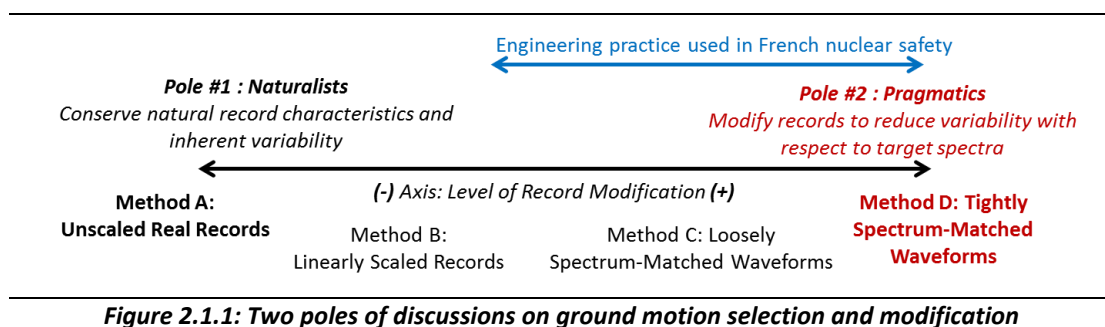 Engineering practice used in French nuclear safety
Pole #1 : Naturalists
Conserve natural record characteristics and
inherent variability
Pole #2 : Pragmatics
Modify records to reduce variability with
respect to target spectra
(-) Axis: Level of Record Modification (+)
Method A:
Unscaled Real Records
Method B:
Linearly Scaled Records
Method C: Loosely
Spectrum-Matched Waveforms
Method D: Tightly
Spectrum-Matched
Waveforms
Figure 2.1.1: Two poles of discussions on ground motion selection and modification